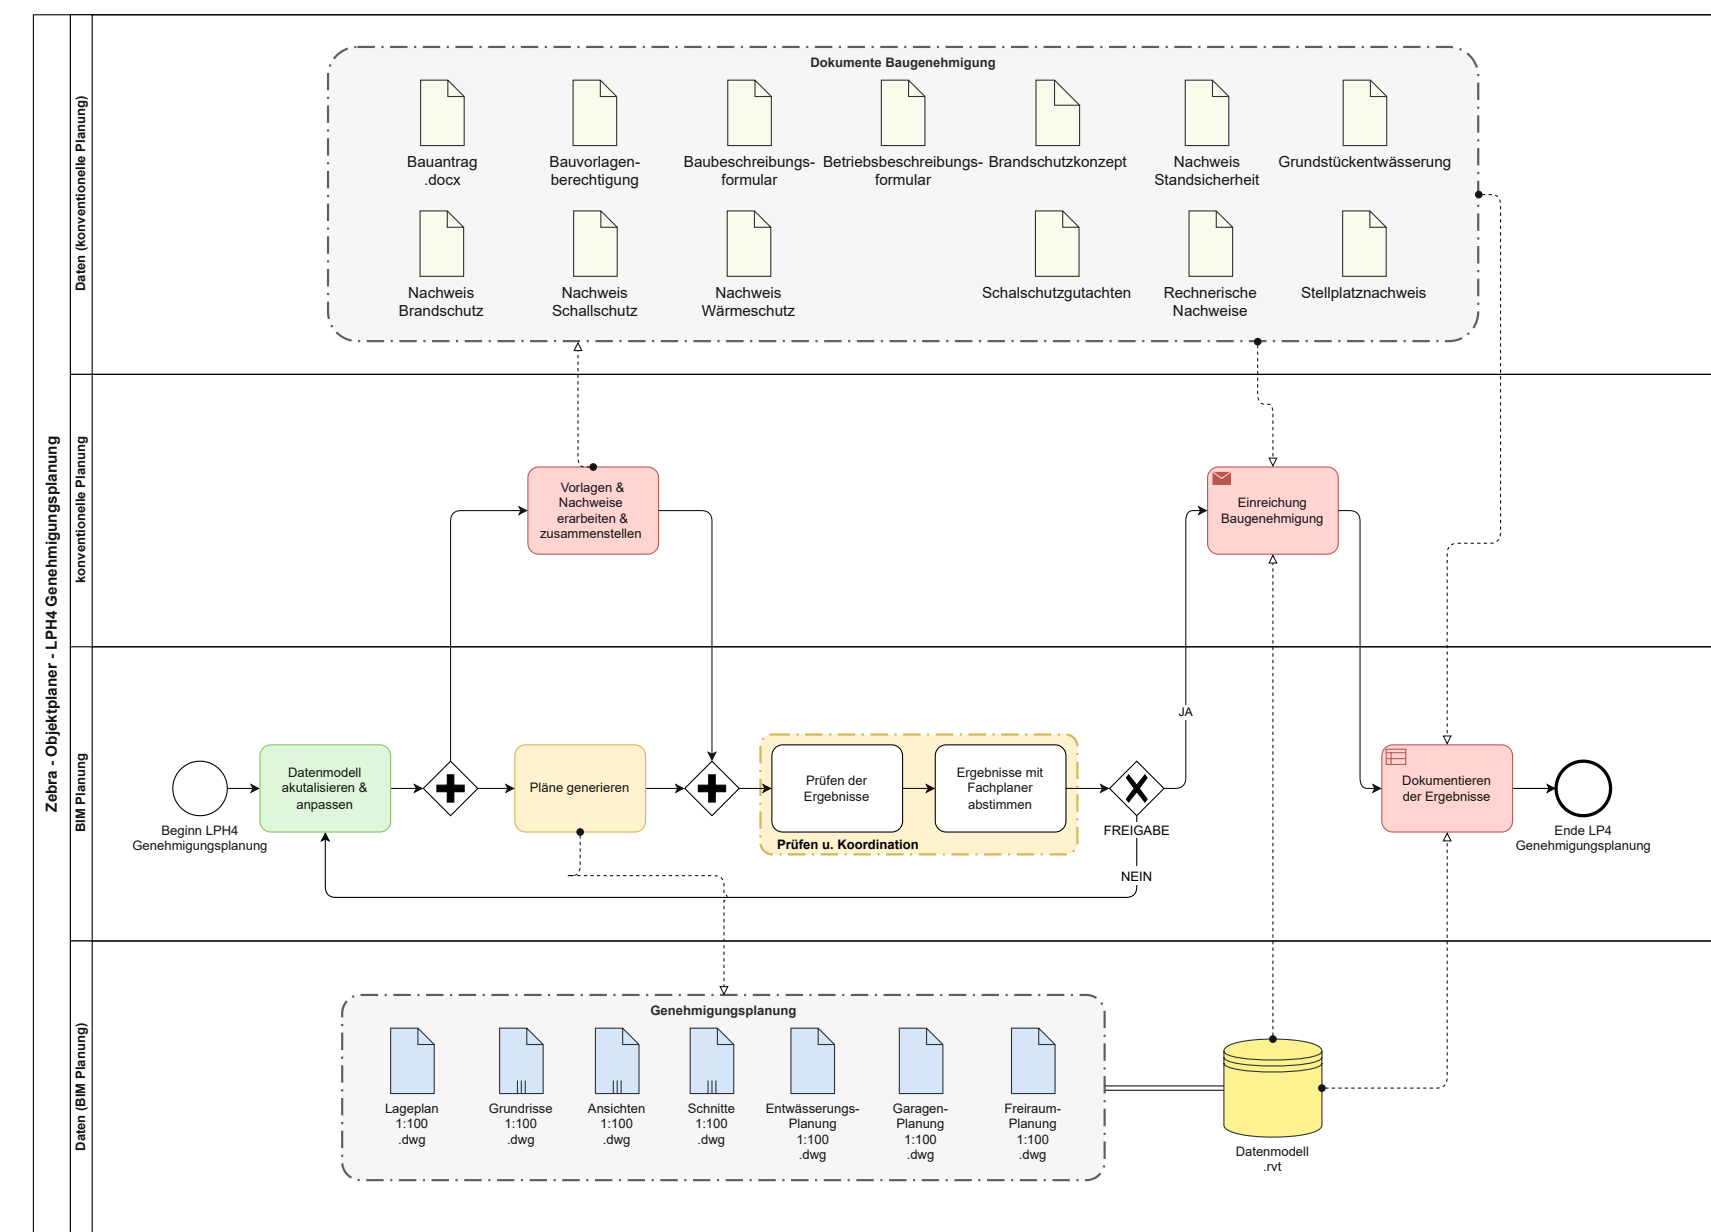 Zebra - Objektplaner - LPH4 Genehmigungsplanung
Daten (konventionelle Planung)
Dokumente Baugenehmigung
Bauantrag
.docx
Bauvorlagen-
berechtigung
Baubeschreibungs-
formular
Betriebsbeschreibungs-
formular
Brandschutzkonzept
Nachweis
Standsicherheit
Grundstückentwässerung
Nachweis
Brandschutz
Nachweis
Schallschutz
Nachweis
Wärmeschutz
Schalschutzgutachten
Rechnerische
Nachweise
Stellplatznachweis
konventionelle Planung
Vorlagen &
Nachweise
erarbeiten &
zusammenstellen
Einreichung
Baugenehmigung
BIM Planung
Beginn LPH4
Genehmigungsplanung
Datenmodell
akutalisieren &
anpassen
Pläne generieren
Prüfen der
Ergebnisse
Ergebnisse mit
Fachplaner
abstimmen
Prüfen u. Koordination
FREIGABE
JA
NEIN
Dokumentieren
der Ergebnisse
Ende LP4
Genehmigungsplanung
Daten (BIM Planung)
Genehmigungsplanung
Lageplan
1:100
.dwg
Grundrisse
1:100
.dwg
Ansichten
1:100
.dwg
Schnitte
1:100
.dwg
Entwässerungs-
Planung
1:100
.dwg
Garagen-
Planung
1:100
.dwg
Freiraum-
Planung
1:100
.dwg
Datenmodell
.rvt